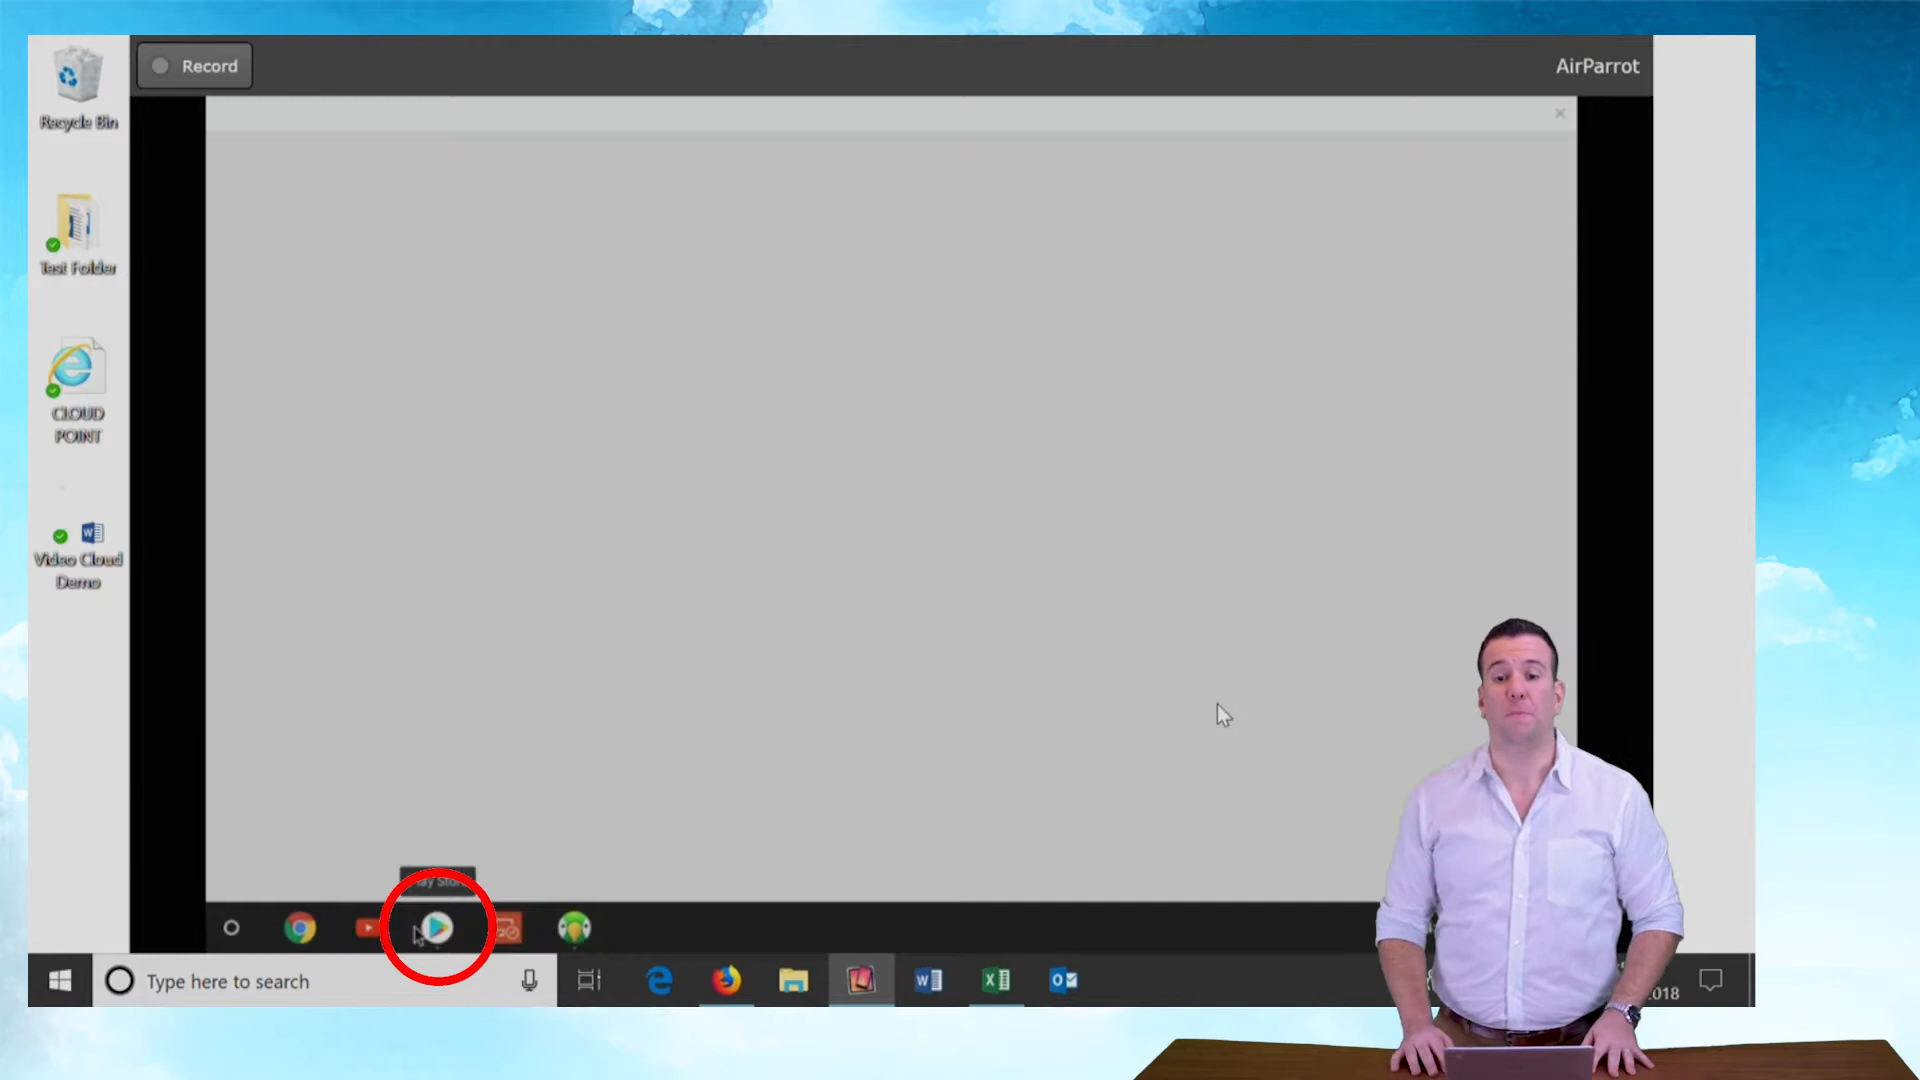 Record
AirParrot
Recycle Bin
Test Folder
CLOUD
POINT
Video Cloud
Demo
Type here to search